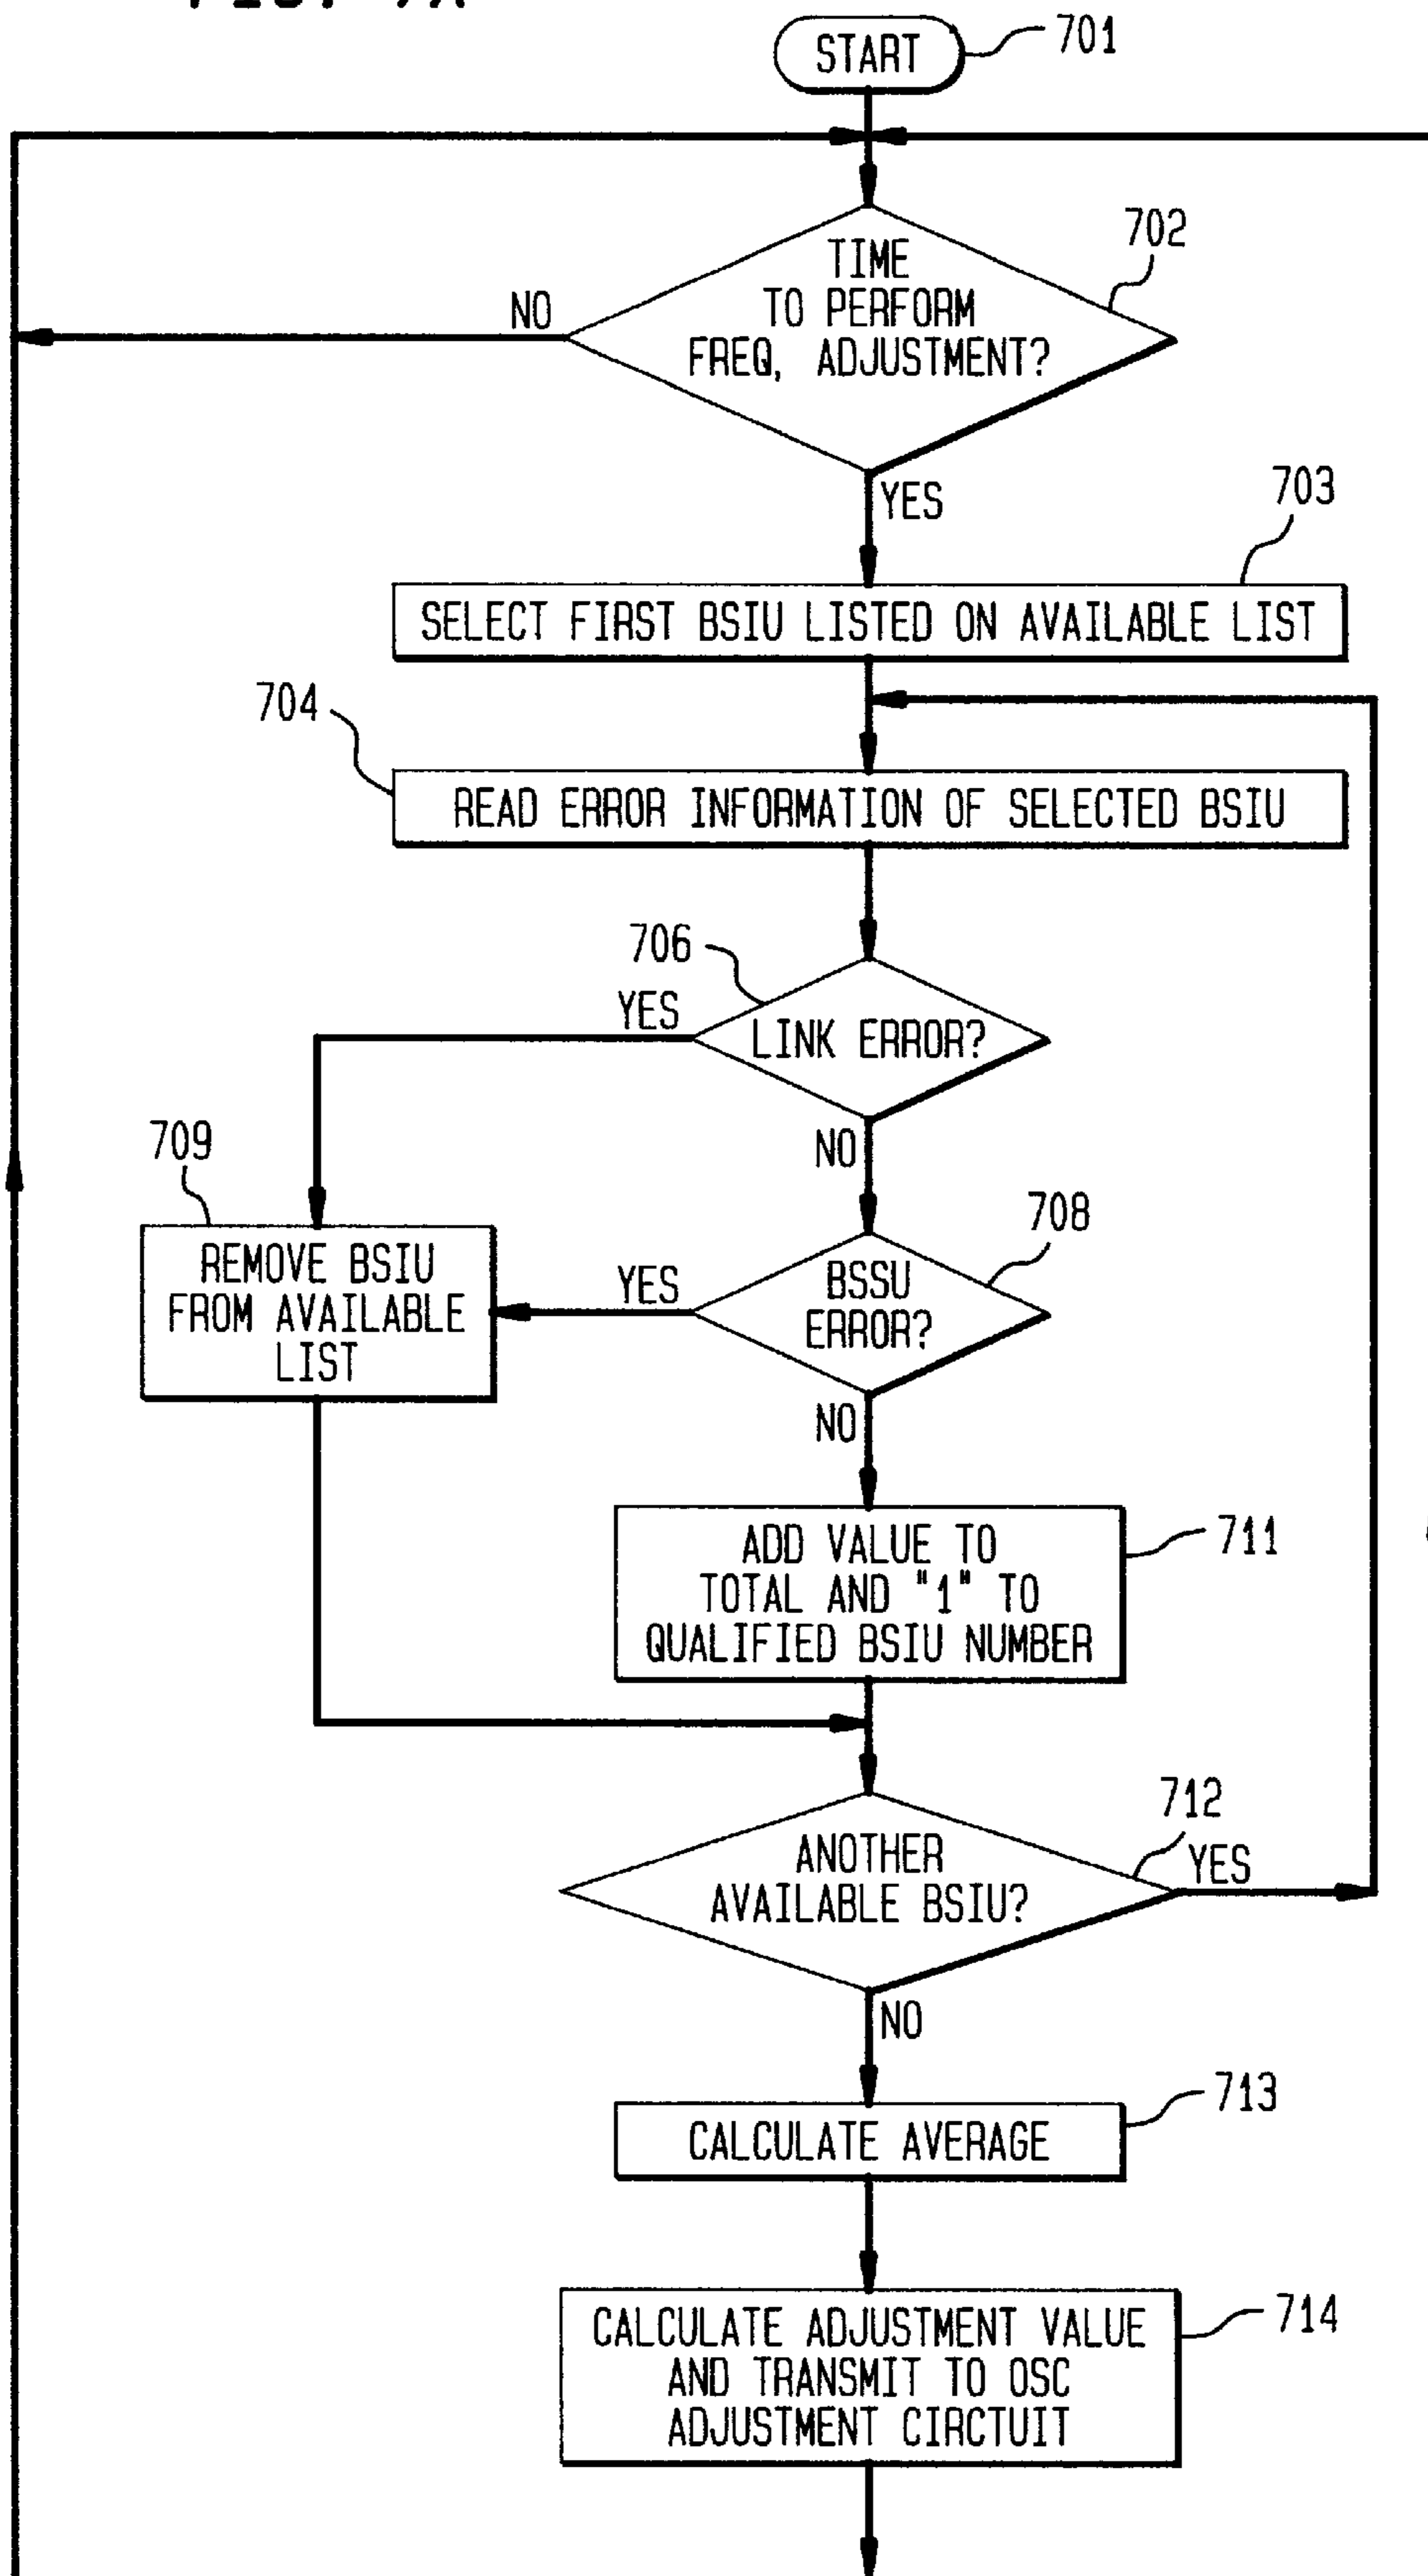 START
701
TIME
TO PERFORM
FREQ, ADJUSTMENT?
702
NO
YES
703
SELECT FIRST BSIU LISTED ON AVAILABLE LIST
704
READ ERROR INFORMATION OF SELECTED BSIU
706
YES
LINK ERROR?
NO
709
708
REMOVE BSIU
FROM AVAILABLE
LIST
YES
BSSU
ERROR?
NO
ADD VALUE TO
TOTAL AND "1" TO
QUALIFIED BSIU NUMBER
711
712
ANOTHER
AVAILABLE BSIU?
YES
NO
713
CALCULATE AVERAGE
714
CALCULATE ADJUSTMENT VALUE
AND TRANSMIT TO OSC
ADJUSTMENT CIRCTUIT